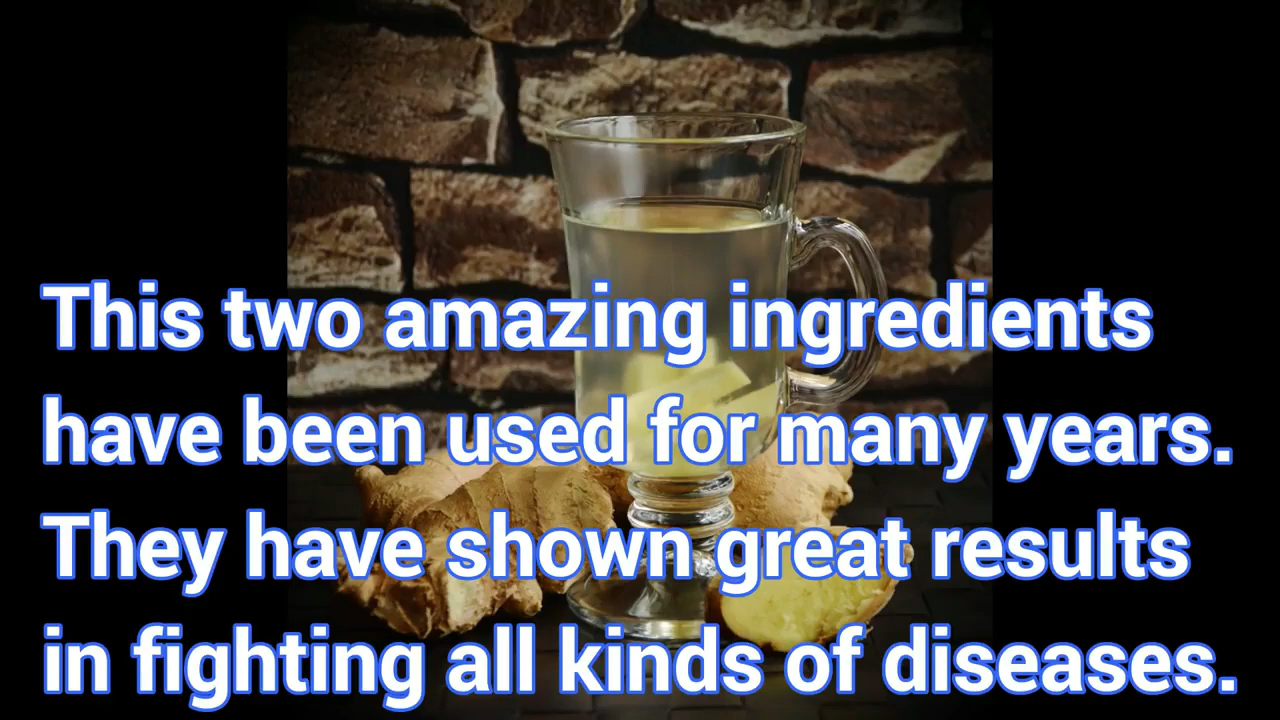 This two amazing ingredients
have been used for many years.
They have shown great results
in fighting all kinds of diseases.